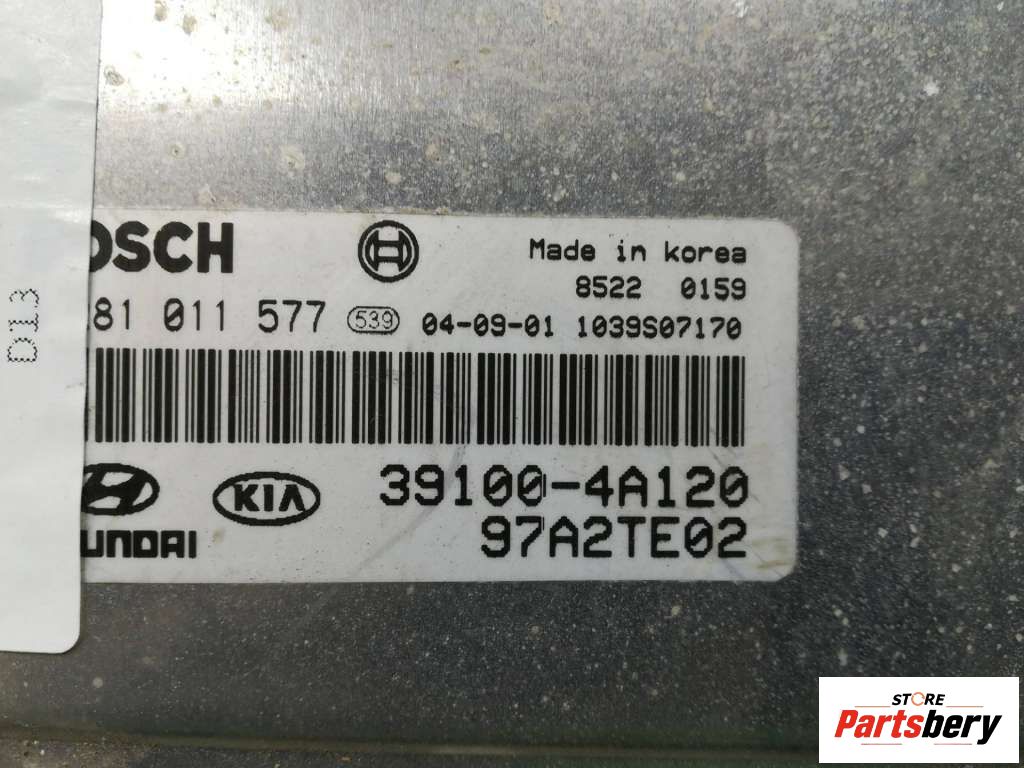 OSCH
Made in korea
8522 0159
281 011 577 539 04-09-01 1039S07170
D13
KIA 39100-4A120
UNDAI 97A2TE02
STORE
Partsbery